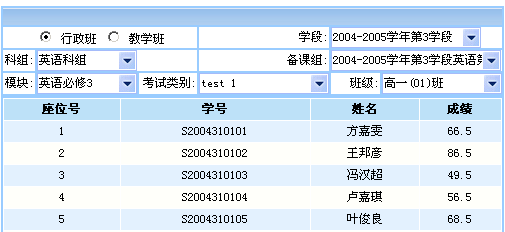 行政班 教学班 学段: 2004-2005学年第3学段
科组: 英语科组 备课组: 2004-2005学年第3学段英语第
模块: 英语必修3 考试类别: test 1 班级: 高一(01)班
座位号 学号 姓名 成绩
1 S2004310101 方嘉雯 66.5
2 S2004310102 王邦彦 86.5
3 S2004310103 冯汉超 49.5
4 S2004310104 卢嘉琪 56.5
5 S2004310105 叶俊良 68.5